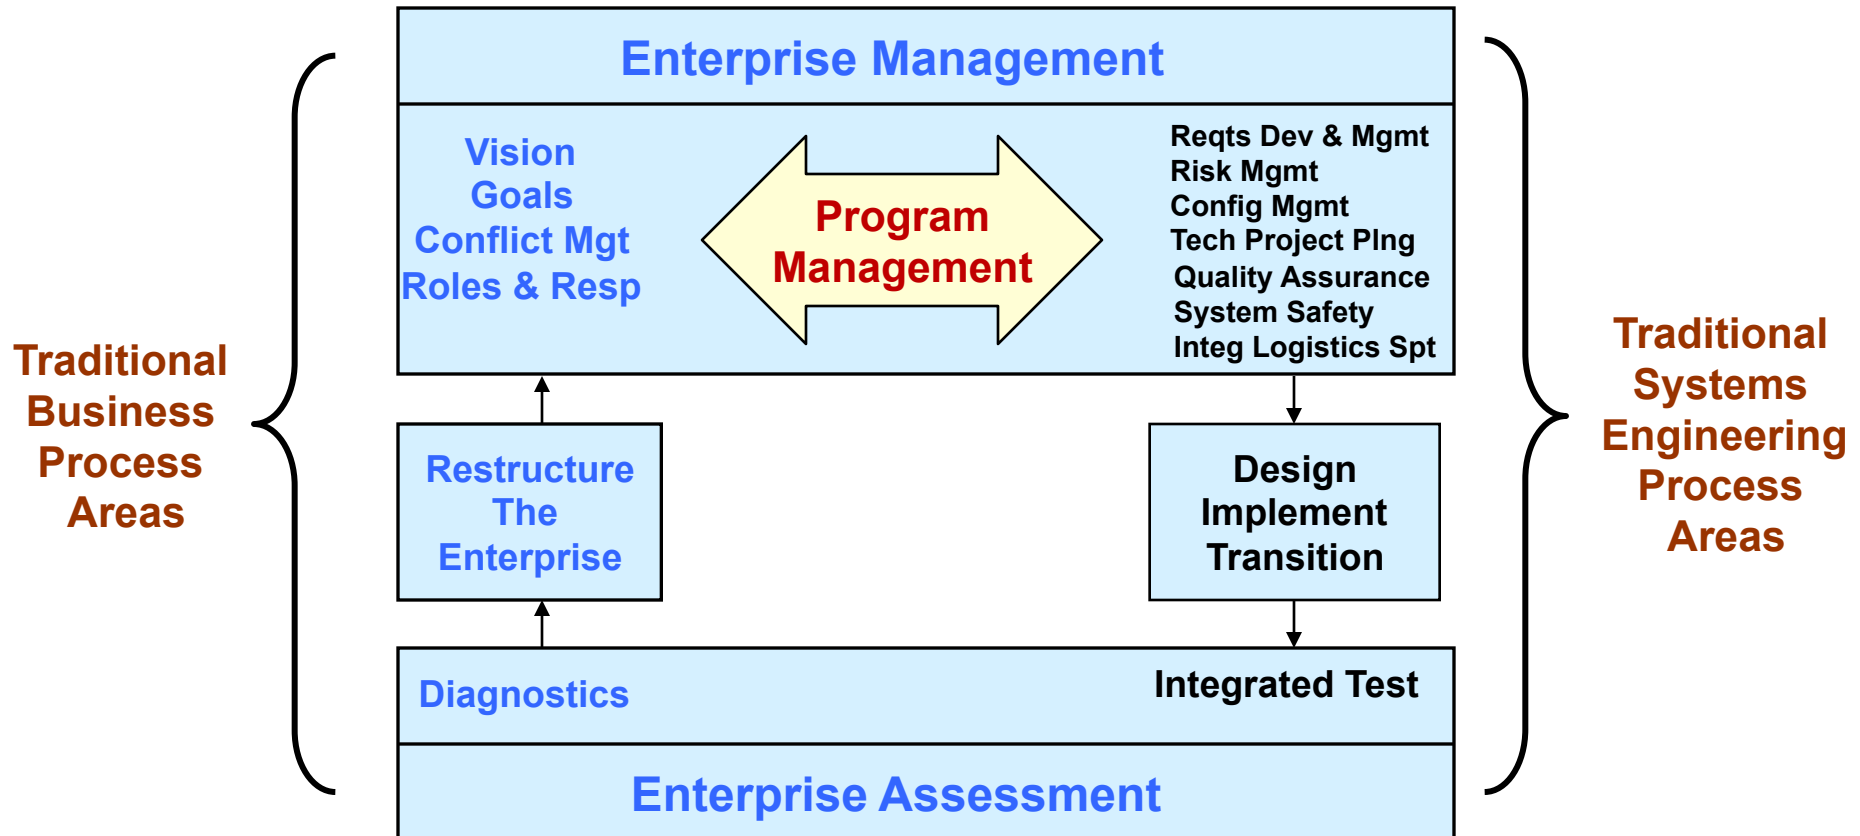 Enterprise Management
Vision
Goals
Conflict Mgt
Roles & Resp
Program
Management
Reqts Dev & Mgmt
Risk Mgmt
Config Mgmt
Tech Project Plng
Quality Assurance
System Safety
Integ Logistics Spt
Traditional
Business
Process
Areas
Restructure
The
Enterprise
Design
Implement
Transition
Traditional
Systems
Engineering
Process
Areas
Diagnostics
Integrated Test
Enterprise Assessment